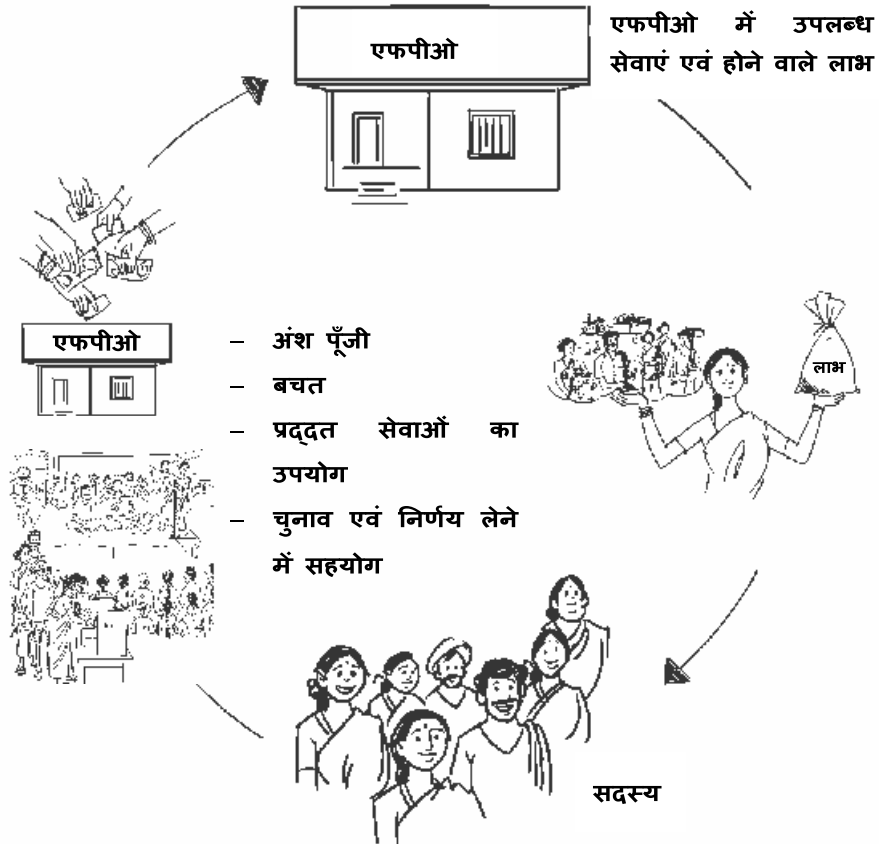 एफपीओ
एफपीओ में उपलब्ध
सेवाएं एवं होने वाले लाभ
लाभ
एफपीओ
– अंश पूँजी
– बचत
– प्रद्दत सेवाओं का
उपयोग
– चुनाव एवं निर्णय लेने
में सहयोग
सदस्य